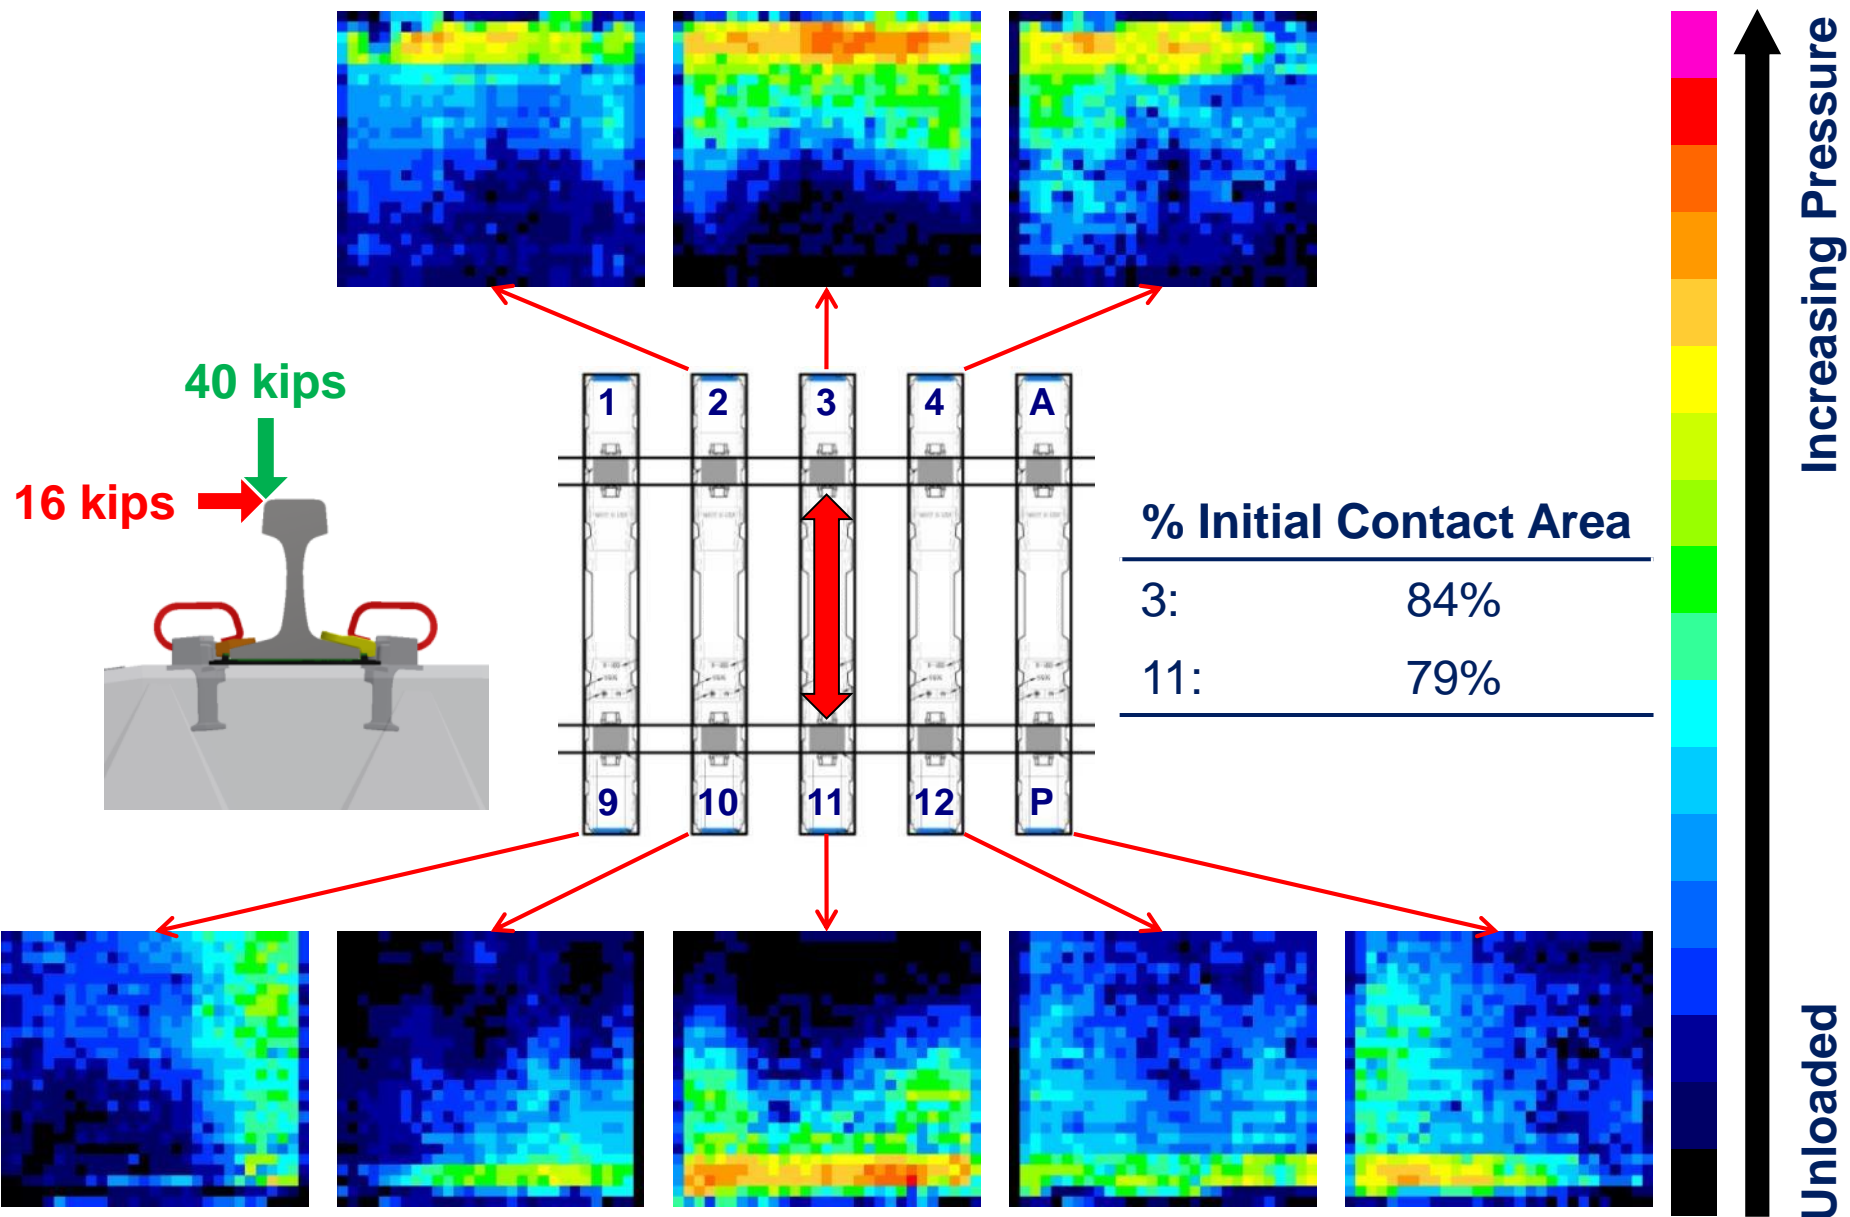 40 kips
16 kips
1
2
3
4
A
9
10
11
12
P
% Initial Contact Area
3: 84%
11: 79%
Increasing Pressure
Unloaded